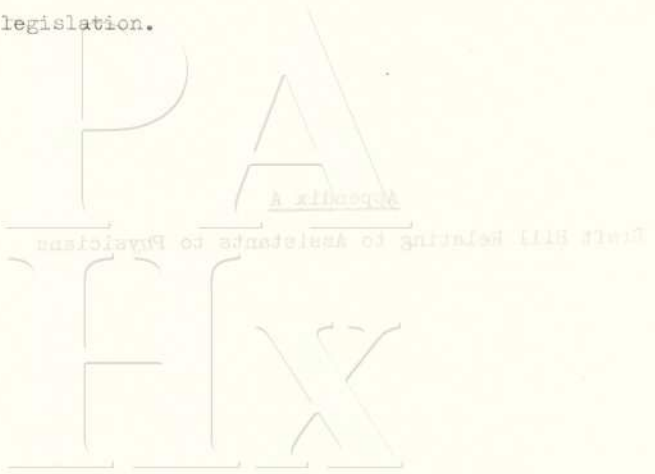 legislation.
PA
Appendix A
Draft Bill Relating to Assistants to Physicians
Hx